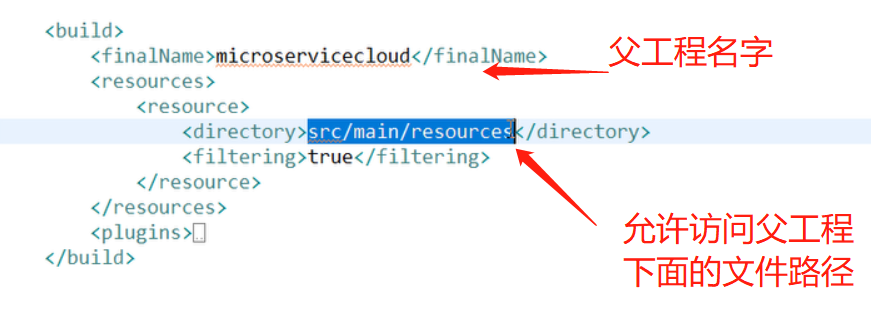 <build>
<finalName>microservicecloud</finalName>
父工程名字
<resources>
<resource>
<directory>src/main/resources</directory>
<filtering>true</filtering>
</resource>
</resources>
<plugins>
</build>
允许访问父工程
下面的文件路径